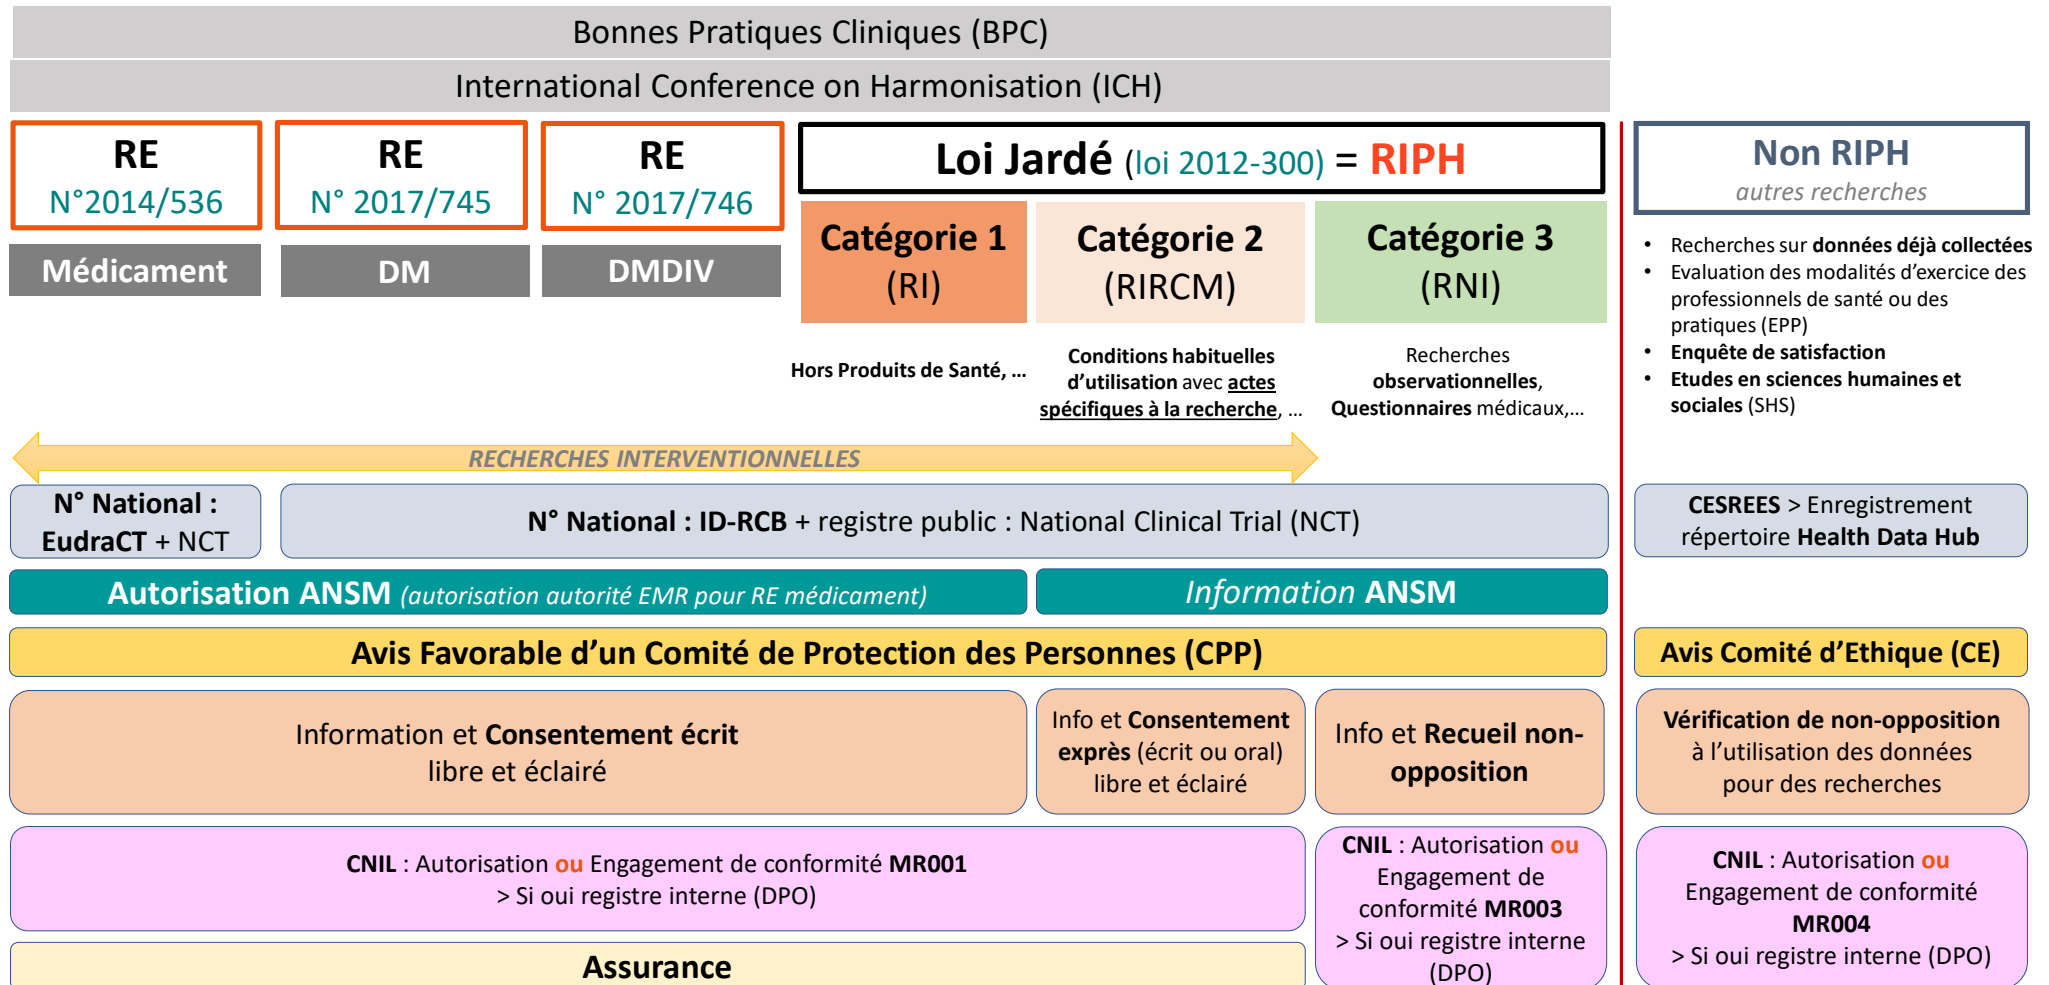 Bonnes Pratiques Cliniques (BPC)
International Conference on Harmonisation (ICH)
RE
N°2014/536
Médicament
RE
N° 2017/745
DM
RE
N° 2017/746
DMDIV
Loi Jardé (loi 2012-300) = RIPH
Catégorie 1
(RI)
Hors Produits de Santé, ...
Catégorie 2
(RIRCM)
Conditions habituelles
d'utilisation avec actes
spécifiques à la recherche, ...
Catégorie 3
(RNI)
Recherches
observationnelles,
Questionnaires médicaux,...
Non RIPH
autres recherches
• Recherches sur données déjà collectées
• Evaluation des modalités d'exercice des
professionnels de santé ou des
pratiques (EPP)
• Enquête de satisfaction
• Etudes en sciences humaines et
sociales (SHS)
RECHERCHES INTERVENTIONNELLES
N° National :
EudraCT + NCT
N° National : ID-RCB + registre public : National Clinical Trial (NCT)
CESREES > Enregistrement
répertoire Health Data Hub
Autorisation ANSM (autorisation autorité EMR pour RE médicament)
Information ANSM
Avis Favorable d'un Comité de Protection des Personnes (CPP)
Avis Comité d'Ethique (CE)
Information et Consentement écrit
libre et éclairé
Info et Consentement
exprès (écrit ou oral)
libre et éclairé
Info et Recueil non-
opposition
Vérification de non-opposition
à l'utilisation des données
pour des recherches
CNIL : Autorisation ou Engagement de conformité MR001
> Si oui registre interne (DPO)
CNIL : Autorisation ou
Engagement de
conformité MR003
> Si oui registre interne
(DPO)
CNIL : Autorisation ou
Engagement de conformité
MR004
> Si oui registre interne (DPO)
Assurance